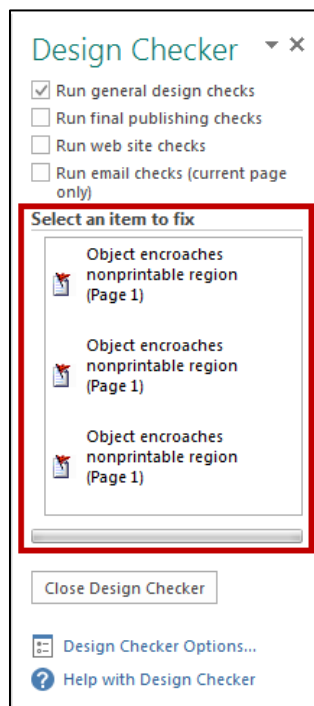 Design Checker
Run general design checks
Run final publishing checks
Run web site checks
Run email checks (current page
only)
Select an item to fix
Object encroaches
nonprintable region
(Page 1)
Object encroaches
nonprintable region
(Page 1)
Object encroaches
nonprintable region
(Page 1)
Close Design Checker
Design Checker Options...
Help with Design Checker